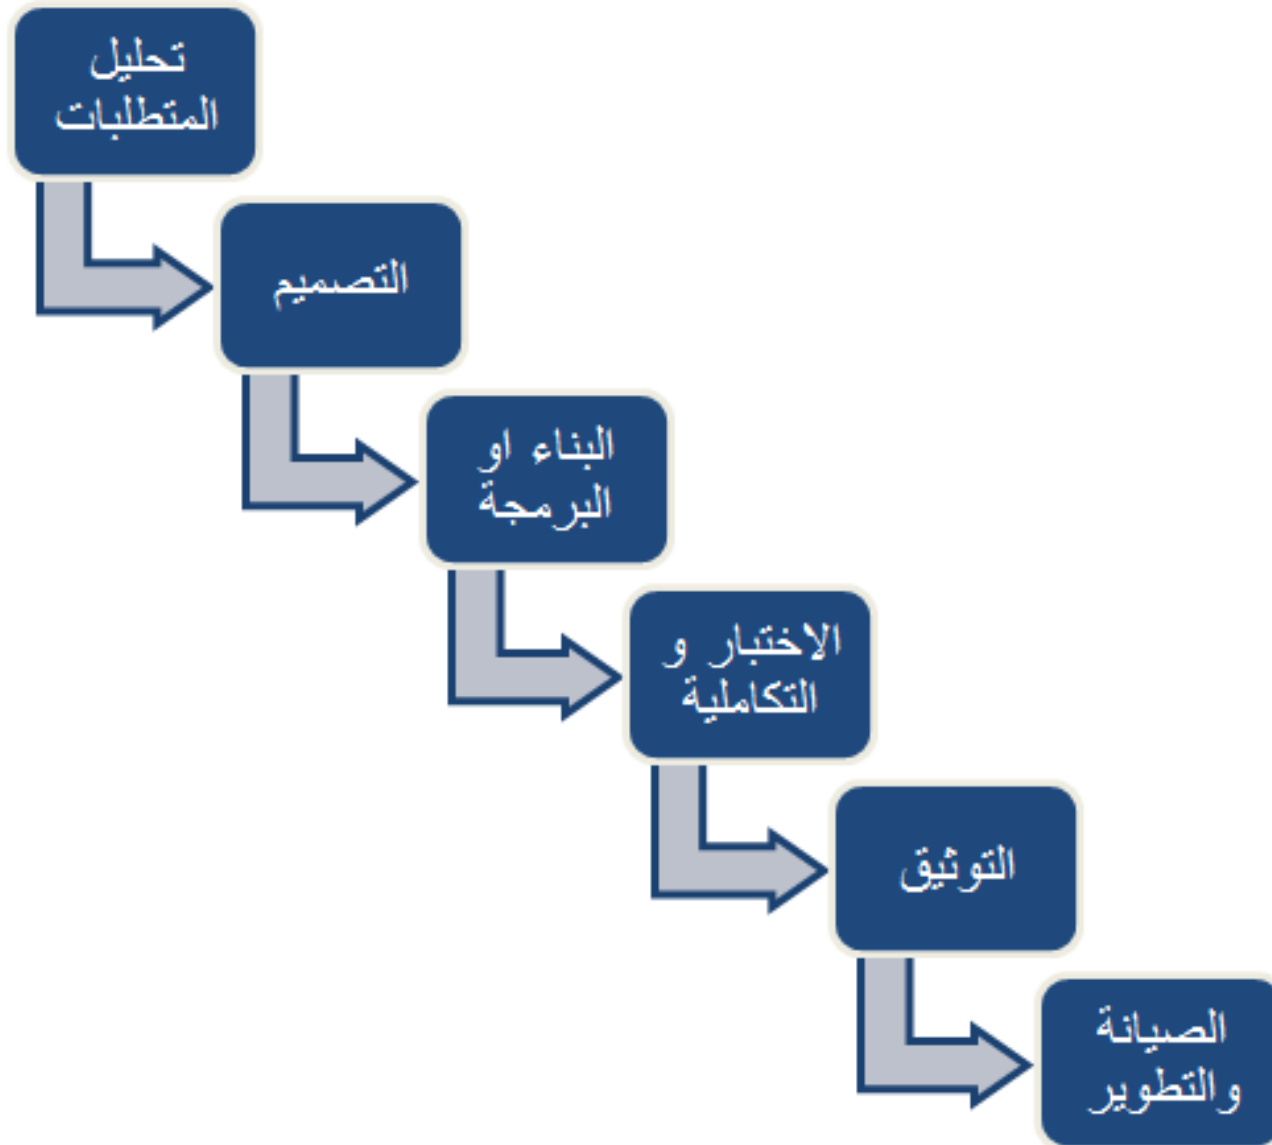 تحليل
المتطلبات
التصميم
البناء او
البرمجة
الاختبار و
التكاملية
التوثيق
الصيانة
والتطوير